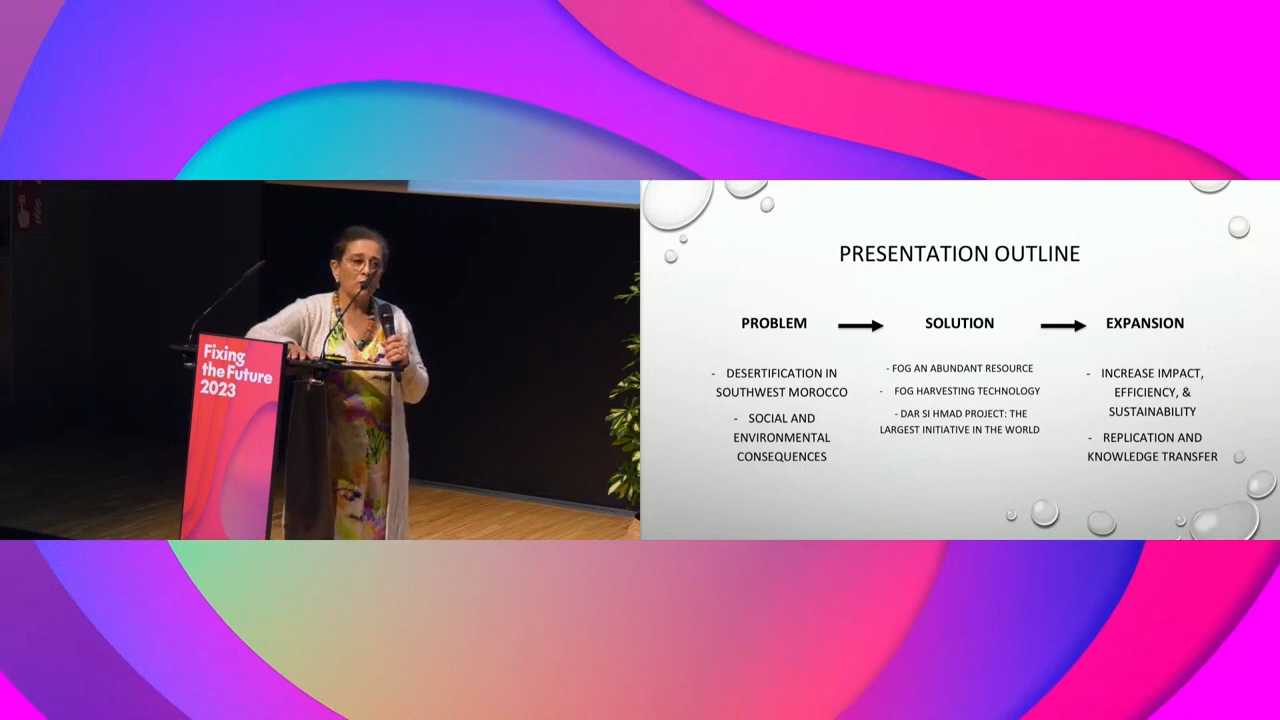 Fixing
the Future
2023
PRESENTATION OUTLINE
PROBLEM
- DESERTIFICATION IN
SOUTHWEST MOROCCO
- SOCIAL AND
ENVIRONMENTAL
CONSEQUENCES
SOLUTION
- FOG AN ABUNDANT RESOURCE
- FOG HARVESTING TECHNOLOGY
- DAR SI HMAD PROJECT: THE
LARGEST INITIATIVE IN THE WORLD
EXPANSION
- INCREASE IMPACT,
EFFICIENCY, &
SUSTAINABILITY
- REPLICATION AND
KNOWLEDGE TRANSFER